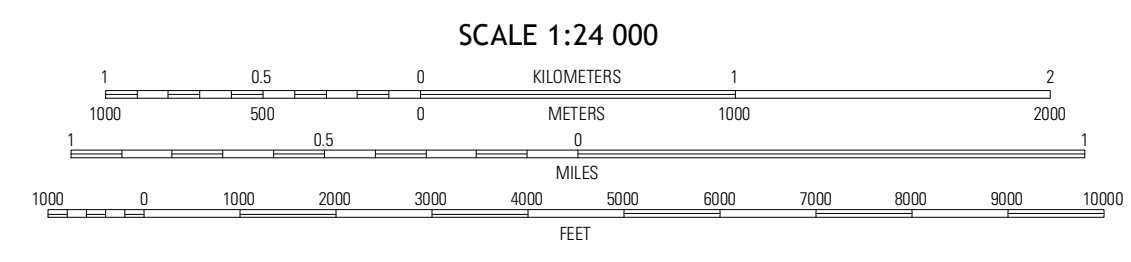 SCALE 1:24 000
1 0.5 0 KILOMETERS 1 2
1000 500 0 METERS 1000 2000
1 0.5 0 1
MILES
1000 0 1000 2000 3000 4000 5000 6000 7000 8000 9000 10000
FEET